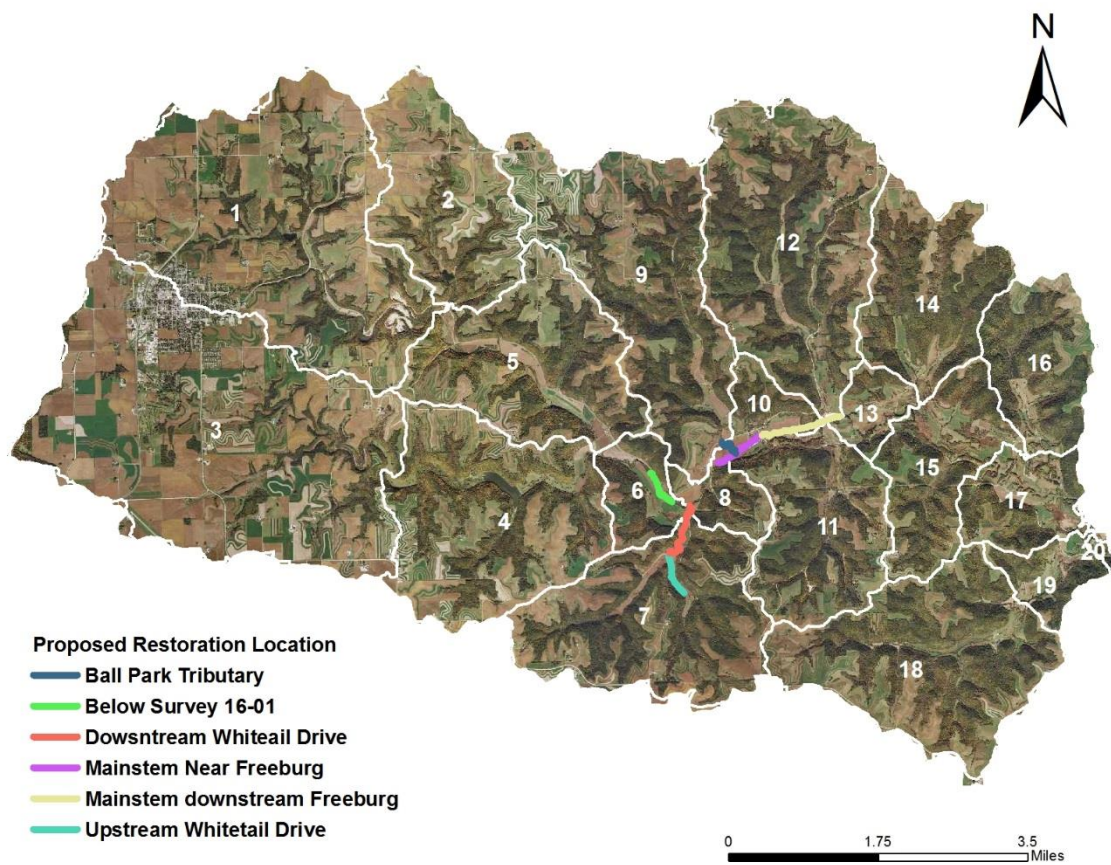 N
1
2
12
9
14
16
5
3
10
13
15
6
8
17
4
11
20
19
7
18
Proposed Restoration Location
Ball Park Tributary
Below Survey 16-01
Dowsntream Whiteail Drive
Mainstem Near Freeburg
Mainstem downstream Freeburg
Upstream Whitetail Drive
0 1.75 3.5
Miles